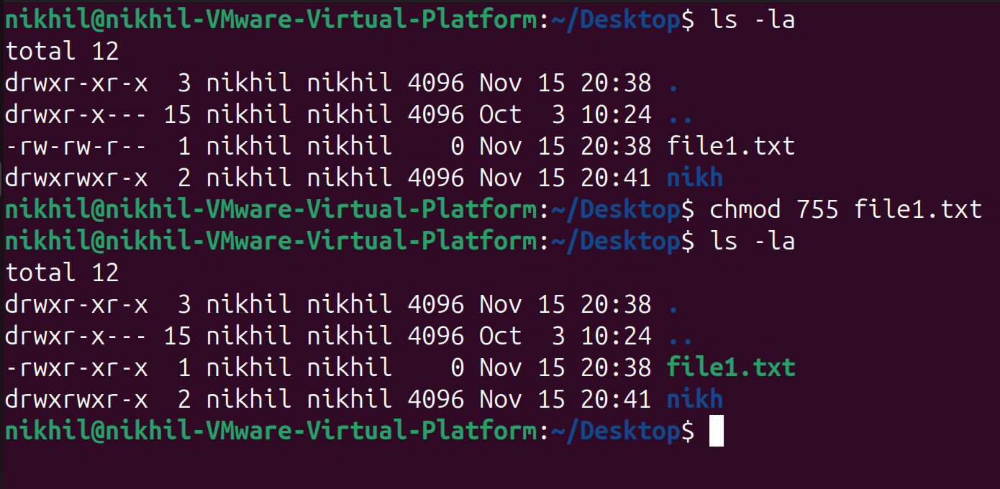 nikhil@nikhil-VMware-Virtual-Platform:~/Desktop$ ls -la
total 12
drwxr-xr-x  3 nikhil nikhil 4096 Nov 15 20:38 .
drwxr-x--- 15 nikhil nikhil 4096 Oct  3 10:24 ..
-rw-rw-r--  1 nikhil nikhil    0 Nov 15 20:38 file1.txt
drwxrwxr-x  2 nikhil nikhil 4096 Nov 15 20:41 nikh
nikhil@nikhil-VMware-Virtual-Platform:~/Desktop$ chmod 755 file1.txt
nikhil@nikhil-VMware-Virtual-Platform:~/Desktop$ ls -la
total 12
drwxr-xr-x  3 nikhil nikhil 4096 Nov 15 20:38 .
drwxr-x--- 15 nikhil nikhil 4096 Oct  3 10:24 ..
-rwxr-xr-x  1 nikhil nikhil    0 Nov 15 20:38 file1.txt
drwxrwxr-x  2 nikhil nikhil 4096 Nov 15 20:41 nikh
nikhil@nikhil-VMware-Virtual-Platform:~/Desktop$